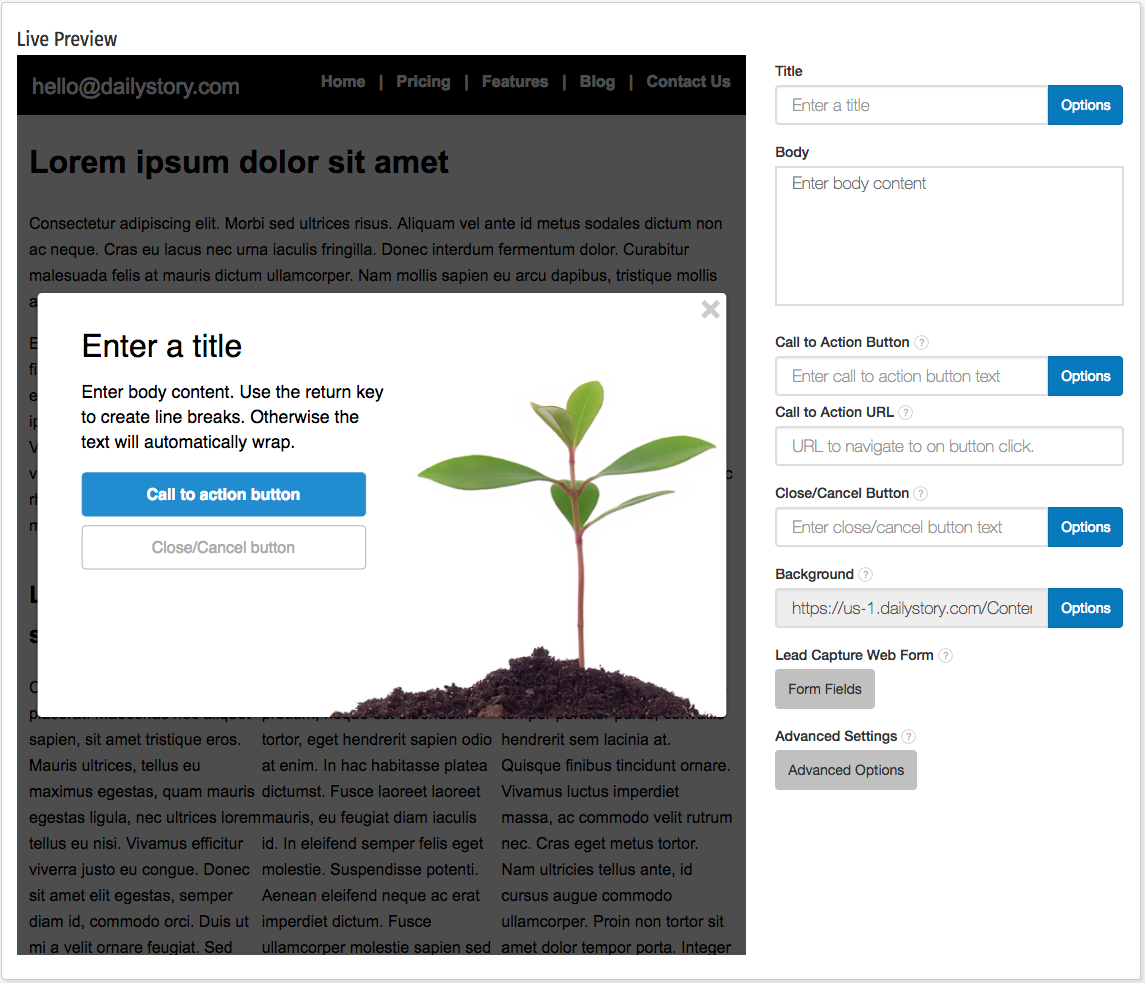 Live Preview
hello@dailystory.com
Home | Pricing | Features | Blog | Contact Us
Lorem ipsum dolor sit amet
Consectetur adipiscing elit. Morbi sed ultrices risus. Aliquam vel ante id metus sodales dictum non
ac neque. Cras eu lacus nec urna iaculis fringilla. Donec interdum fermentum dolor. Curabitur
malesuada felis at mauris dictum ullamcorper. Nam mollis sapien eu arcu dapibus, tristique mollis
Enter a title
Enter body content. Use the return key
to create line breaks. Otherwise the
text will automatically wrap.
Call to action button
Close/Cancel button
sapien, sit amet tristique eros.
Mauris ultrices, tellus eu
maximus egestas, quam mauris
egestas ligula, nec ultrices lorem
tellus eu nisi. Vivamus efficitur
viverra justo eu congue. Donec
sit amet elit egestas, semper
diam id, commodo orci. Duis ut
mi a velit ornare feugiat. Sed
tortor, eget hendrerit sapien odio
at enim. In hac habitasse platea
dictumst. Fusce laoreet laoreet
mauris, eu feugiat diam iaculis
id. In eleifend semper felis eget
molestie. Suspendisse potenti.
Aenean eleifend neque ac erat
imperdiet dictum. Fusce
ullamcorper molestie sapien sed
hendrerit sem lacinia at.
Quisque finibus tincidunt ornare.
Vivamus luctus imperdiet
massa, ac commodo velit rutrum
nec. Cras eget metus tortor.
Nam ultricies tellus ante, id
cursus augue commodo
ullamcorper. Proin non tortor sit
amet dolor tempor porta. Integer
Title
Enter a title
Options
Body
Enter body content
Call to Action Button ?
Enter call to action button text
Options
Call to Action URL ?
URL to navigate to on button click.
Close/Cancel Button ?
Enter close/cancel button text
Options
Background ?
https://us-1.dailystory.com/Conter
Options
Lead Capture Web Form ?
Form Fields
Advanced Settings ?
Advanced Options